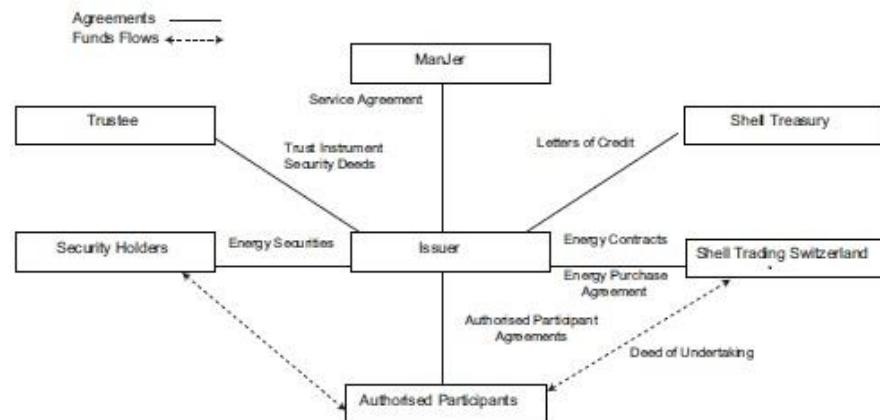 Agreements
Funds Flows
ManJer
Service Agreement
Trustee
Shell Treasury
Trust Instrument
Security Deeds
Letters of Credit
Security Holders
Energy Securities
Issuer
Energy Contracts
Shell Trading Switzerland
Energy Purchase
Agreement
Authorised Participant
Agreements
Deed of Undertaking
Authorised Participants